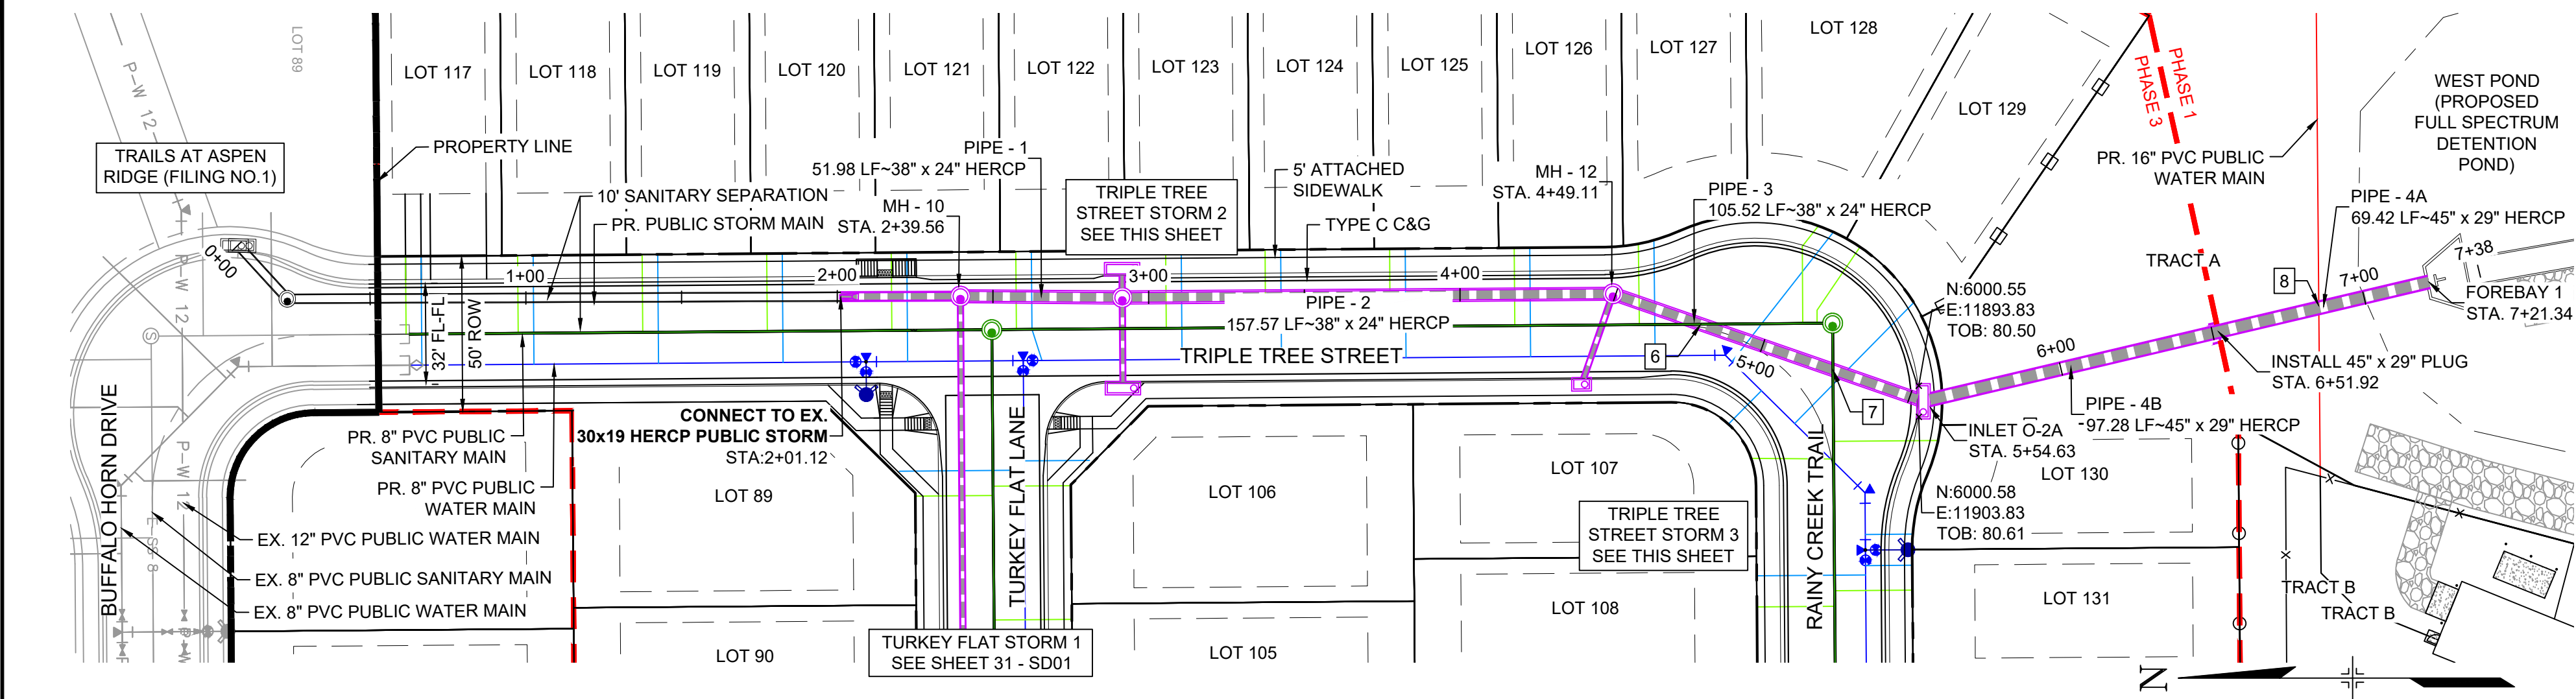 LOT 89
P-W 12
TRAILS AT ASPEN
RIDGE (FILING NO.1)
PROPERTY LINE
LOT 117
LOT 118
LOT 119
LOT 120
LOT 121
LOT 122
LOT 123
LOT 124
LOT 125
LOT 126
LOT 127
LOT 128
LOT 129
PHASE 1
PHASE 3
WEST POND
(PROPOSED
FULL SPECTRUM
DETENTION
POND)
PR. 16" PVC PUBLIC
WATER MAIN
PIPE - 1
51.98 LF~38" x 24" HERCP
10' SANITARY SEPARATION
PR. PUBLIC STORM MAIN
MH - 10
STA. 2+39.56
TRIPLE TREE
STREET STORM 2
SEE THIS SHEET
5' ATTACHED
SIDEWALK
TYPE C C&G
MH - 12
STA. 4+49.11
PIPE - 3
105.52 LF~38" x 24" HERCP
PIPE - 4A
69.42 LF~45" x 29" HERCP
TRACT A
0+00
1+00
2+00
3+00
4+00
5+00
6+00
7+00
7+38
8
FOREBAY 1
STA. 7+21.34
N:6000.55
E:11893.83
TOB: 80.50
PIPE - 2
157.57 LF~38" x 24" HERCP
TRIPLE TREE STREET
6
7
INSTALL 45" x 29" PLUG
STA. 6+51.92
PIPE - 4B
97.28 LF~45" x 29" HERCP
INLET O-2A
STA. 5+54.63
LOT 130
N:6000.58
E:11903.83
TOB: 80.61
P-W 12
S
32' FL-FL
50' ROW
BUFFALO HORN DRIVE
P-W 12
SS 8
PR. 8" PVC PUBLIC
SANITARY MAIN
PR. 8" PVC PUBLIC
WATER MAIN
EX. 12" PVC PUBLIC WATER MAIN
EX. 8" PVC PUBLIC SANITARY MAIN
EX. 8" PVC PUBLIC WATER MAIN
CONNECT TO EX.
30x19 HERCP PUBLIC STORM
STA:2+01.12
LOT 89
LOT 90
TURKEY FLAT LANE
TURKEY FLAT STORM 1
SEE SHEET 31 - SD01
LOT 106
LOT 105
LOT 107
LOT 108
TRIPLE TREE
STREET STORM 3
SEE THIS SHEET
RAINY CREEK TRAIL
LOT 131
TRACT B
TRACT B
N